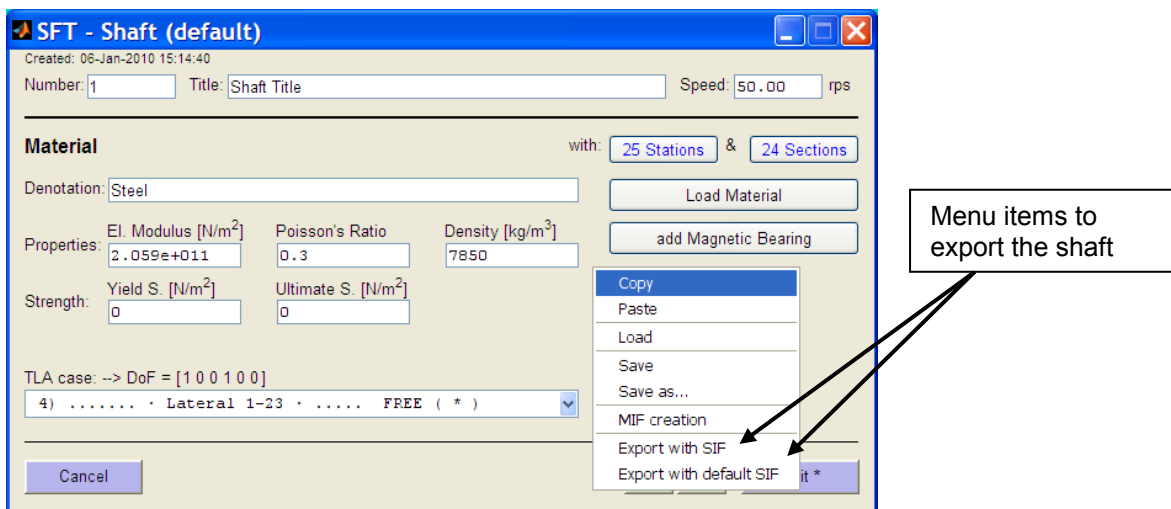 SFT - Shaft (default)
Created: 06-Jan-2010 15:14:40
Number: 1 Title: Shaft Title Speed: 50.00 rps
Material with: 25 Stations & 24 Sections
Denotation: Steel Load Material
El. Modulus [N/m²] Poisson's Ratio Density [kg/m³]
Properties: 2.059e+011 0.3 7850 add Magnetic Bearing
Yield S. [N/m²] Ultimate S. [N/m²]
Strength: 0 0
TLA case: --> DoF = [1 0 0 1 0 0]
4) ....... · Lateral 1-23 · ..... FREE ( * )
Copy
Paste
Load
Save
Save as...
MIF creation
Export with SIF
Export with default SIF
Cancel it *
Menu items to
export the shaft